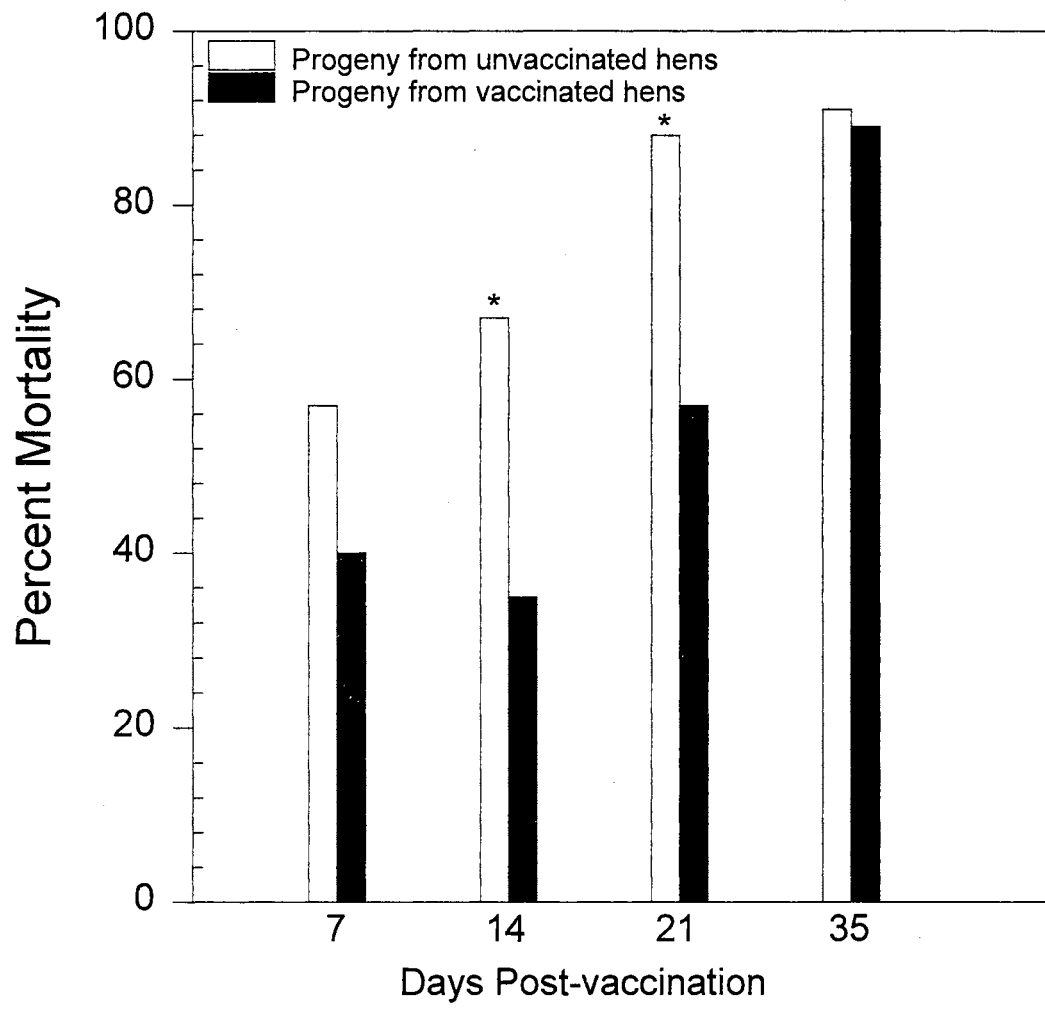 100
Progeny from unvaccinated hens
Progeny from vaccinated hens
*
*
80
60
40
20
0
Percent Mortality
7 14 21 35
Days Post-vaccination